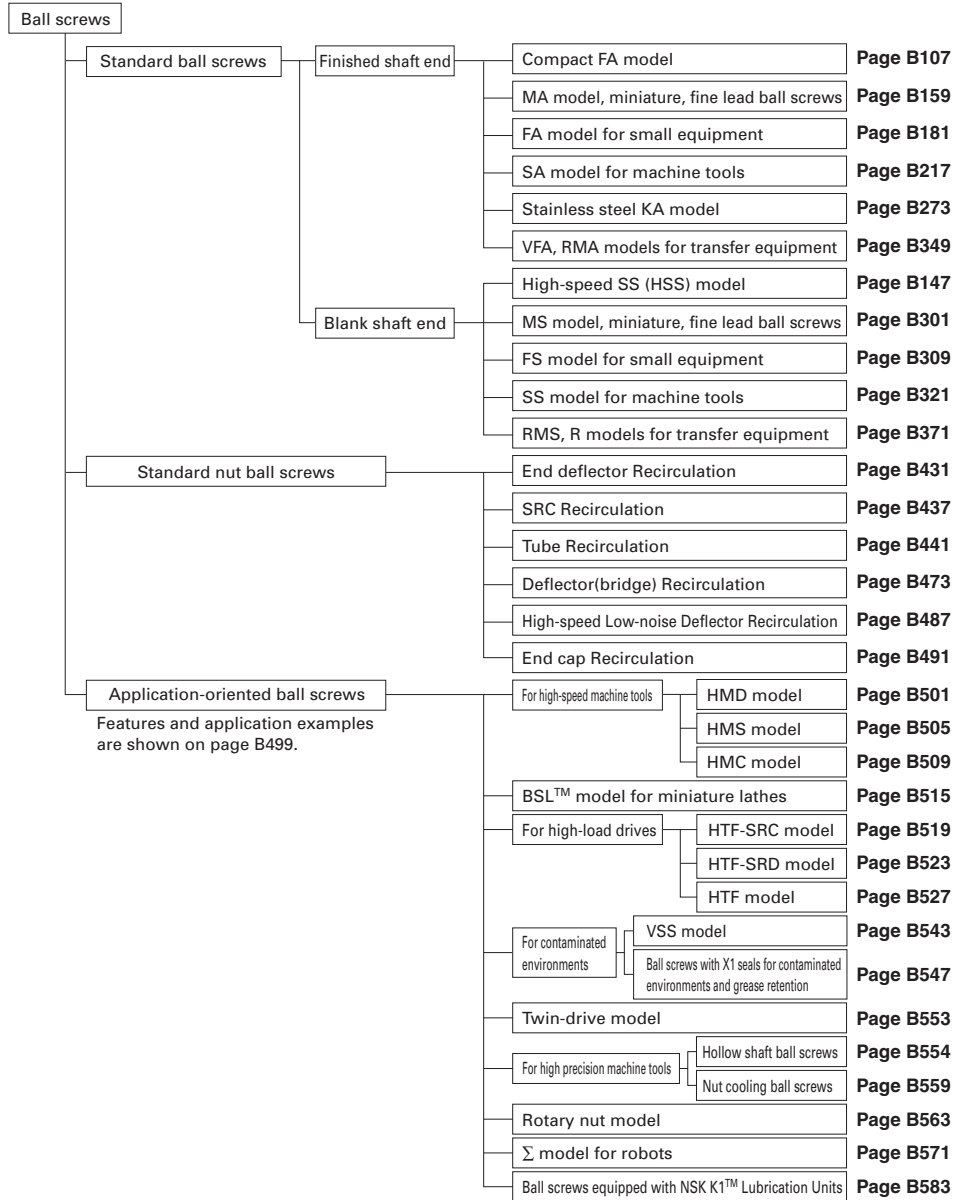 Ball screws
Standard ball screws
Finished shaft end
Compact FA model Page B107
MA model, miniature, fine lead ball screws Page B159
FA model for small equipment Page B181
SA model for machine tools Page B217
Stainless steel KA model Page B273
VFA, RMA models for transfer equipment Page B349
Blank shaft end
High-speed SS (HSS) model Page B147
MS model, miniature, fine lead ball screws Page B301
FS model for small equipment Page B309
SS model for machine tools Page B321
RMS, R models for transfer equipment Page B371
Standard nut ball screws
End deflector Recirculation Page B431
SRC Recirculation Page B437
Tube Recirculation Page B441
Deflector(bridge) Recirculation Page B473
High-speed Low-noise Deflector Recirculation Page B487
End cap Recirculation Page B491
Application-oriented ball screws
Features and application examples
are shown on page B499.
For high-speed machine tools
HMD model Page B501
HMS model Page B505
HMC model Page B509
BSL™ model for miniature lathes Page B515
For high-load drives
HTF-SRC model Page B519
HTF-SRD model Page B523
HTF model Page B527
For contaminated
environments
VSS model Page B543
Ball screws with X1 seals for contaminated
environments and grease retention Page B547
Twin-drive model Page B553
For high precision machine tools
Hollow shaft ball screws Page B554
Nut cooling ball screws Page B559
Rotary nut model Page B563
Σ model for robots Page B571
Ball screws equipped with NSK K1™ Lubrication Units Page B583